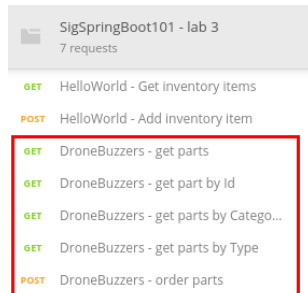 SigSpringBoot101 - lab 3
7 requests
GET HelloWorld - Get inventory items
POST HelloWorld - Add inventory item
GET DroneBuzzers - get parts
GET DroneBuzzers - get part by Id
GET DroneBuzzers - get parts by Catego...
GET DroneBuzzers - get parts by Type
POST DroneBuzzers - order parts